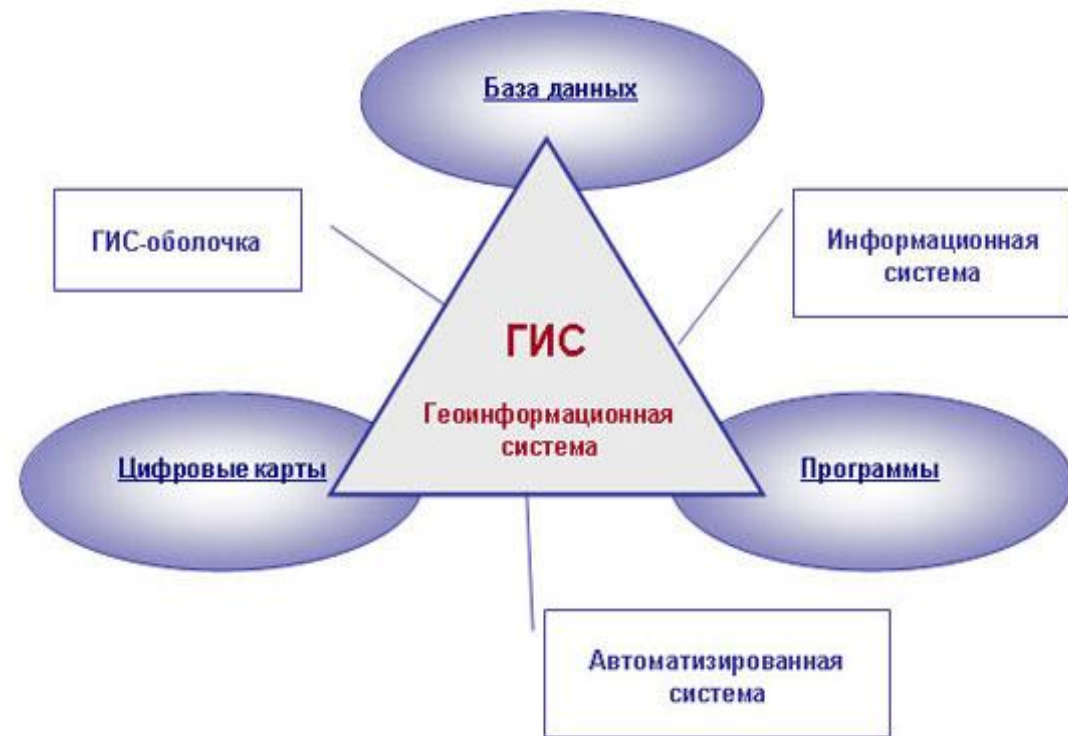 База данных
ГИС-оболочка
Информационная
система
ГИС
Геоинформационная
система
Цифровые карты
Программы
Автоматизированная
система